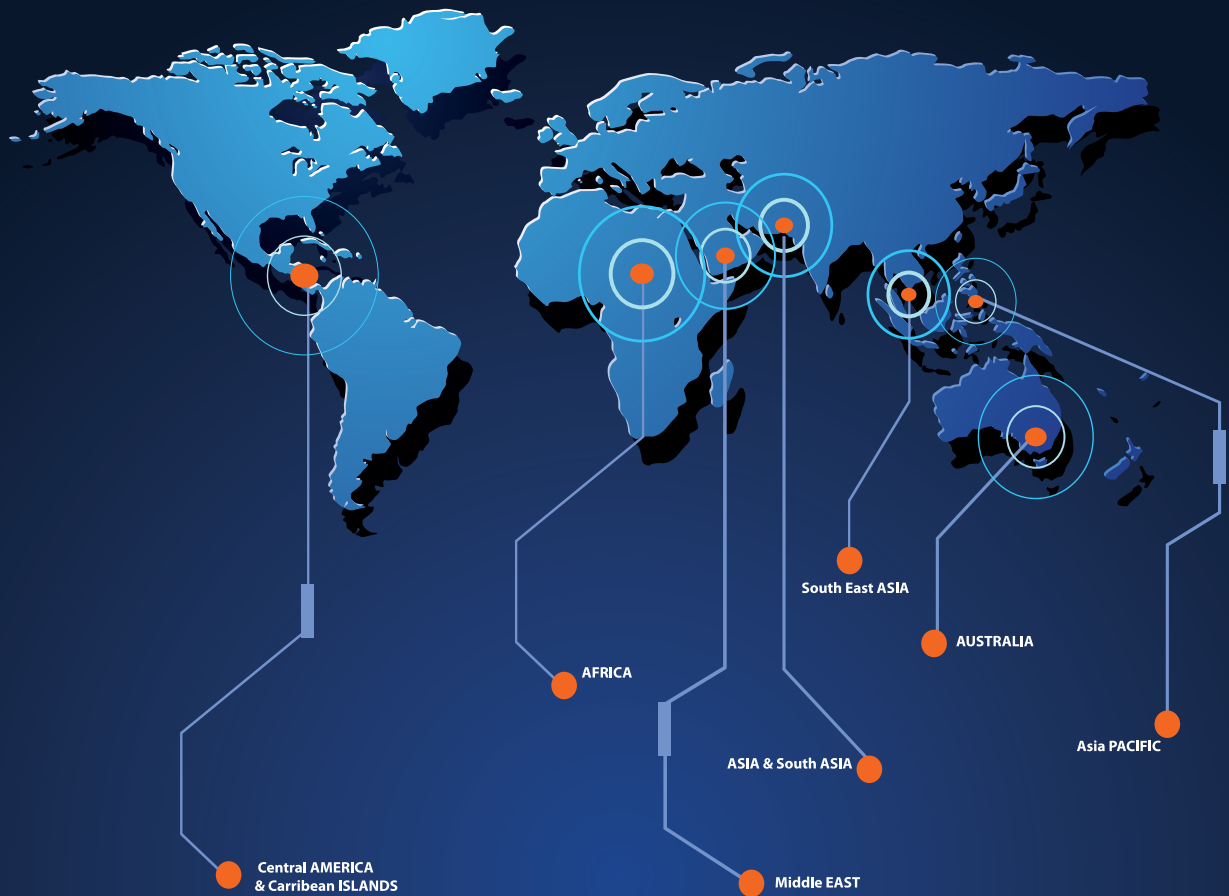 South East ASIA
AUSTRALIA
AFRICA
Asia PACIFIC
ASIA & South ASIA
Central AMERICA
& Carribean ISLANDS
Middle EAST